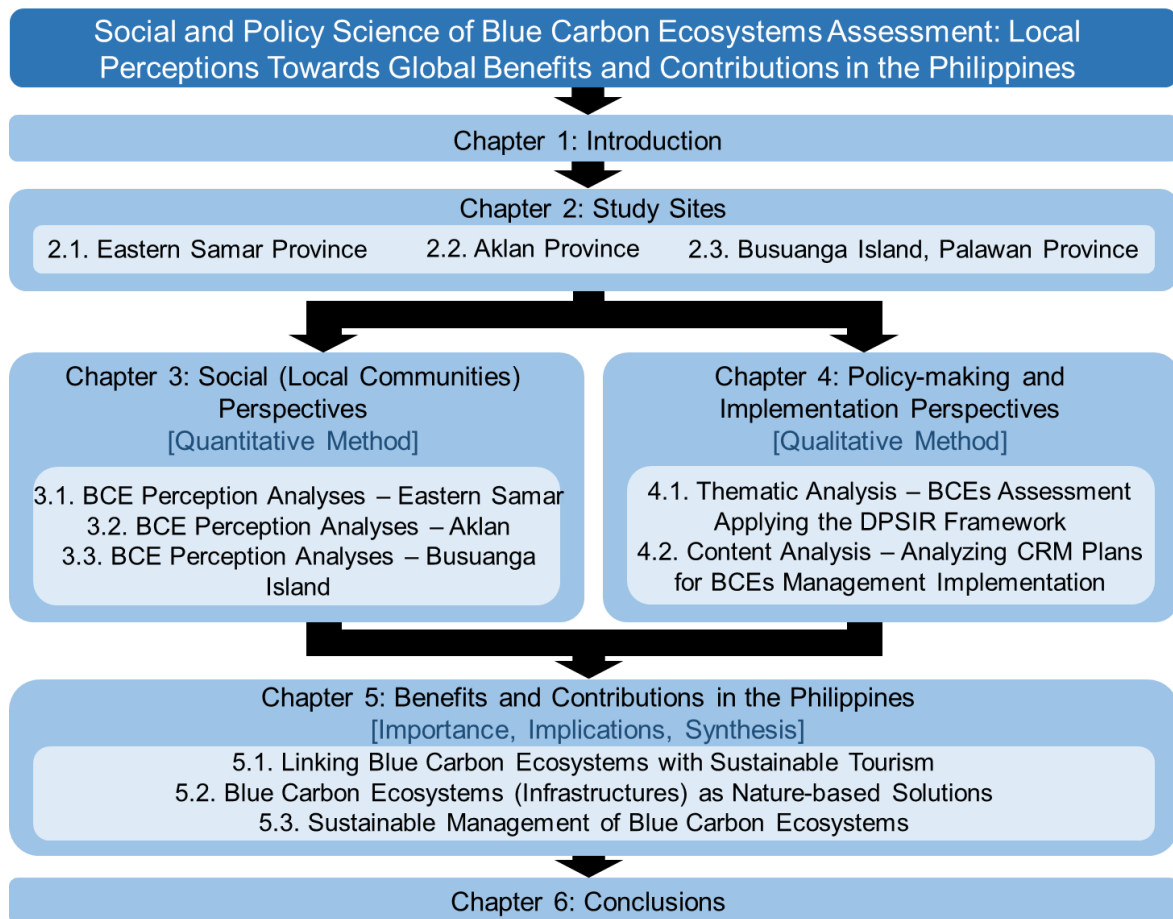 Social and Policy Science of Blue Carbon Ecosystems Assessment: Local
Perceptions Towards Global Benefits and Contributions in the Philippines
Chapter 1: Introduction
Chapter 2: Study Sites
2.1. Eastern Samar Province
2.2. Aklan Province
2.3. Busuanga Island, Palawan Province
Chapter 3: Social (Local Communities)
Perspectives
[Quantitative Method]
3.1. BCE Perception Analyses – Eastern Samar
3.2. BCE Perception Analyses – Aklan
3.3. BCE Perception Analyses – Busuanga
Island
Chapter 4: Policy-making and
Implementation Perspectives
[Qualitative Method]
4.1. Thematic Analysis – BCEs Assessment
Applying the DPSIR Framework
4.2. Content Analysis – Analyzing CRM Plans
for BCEs Management Implementation
Chapter 5: Benefits and Contributions in the Philippines
[Importance, Implications, Synthesis]
5.1. Linking Blue Carbon Ecosystems with Sustainable Tourism
5.2. Blue Carbon Ecosystems (Infrastructures) as Nature-based Solutions
5.3. Sustainable Management of Blue Carbon Ecosystems
Chapter 6: Conclusions